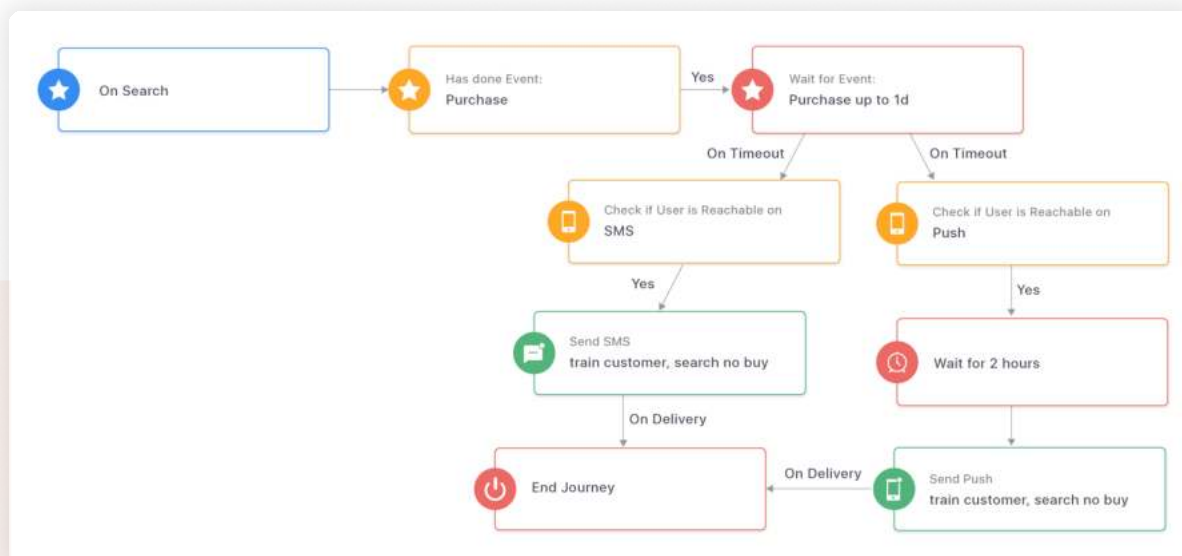 On Search
Has done Event:
Purchase
Yes
Wait for Event:
Purchase up to 1d
On Timeout
On Timeout
Check if User is Reachable on
SMS
Check if User is Reachable on
Push
Yes
Yes
Send SMS
train customer, search no buy
Wait for 2 hours
On Delivery
End Journey
On Delivery
Send Push
train customer, search no buy